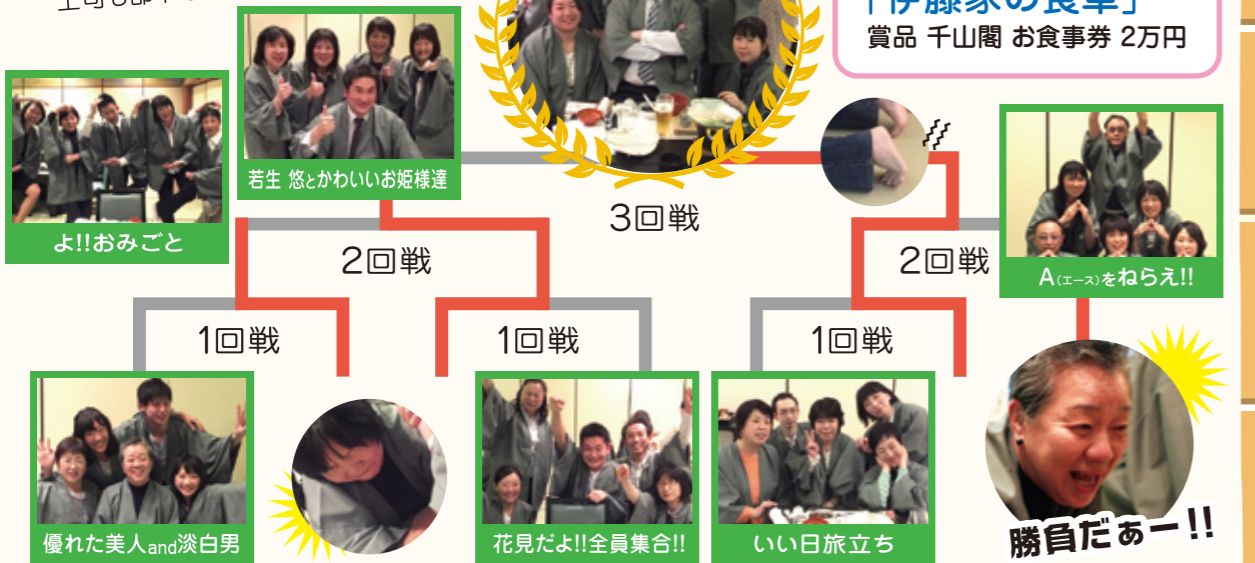 「伊藤家の食卓」
賞品 千山閣 お食事券 2万円
若生 悠とかわいいお姫様達
よ!!おみごと
3回戦
2回戦
2回戦
A(エース)をねらえ!!
1回戦
1回戦
1回戦
優れた美人and淡白男
花見だよ!!全員集合!!
いい日旅立ち
勝負だぁー!!